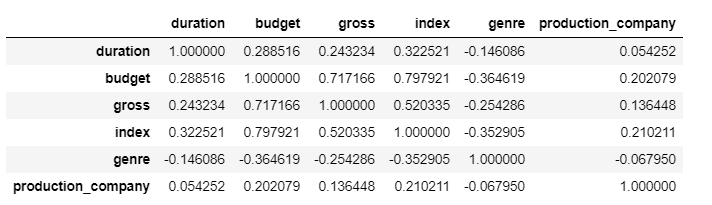 duration budget gross index genre production_company
duration 1.000000 0.288516 0.243234 0.322521 -0.146086 0.054252
budget 0.288516 1.000000 0.717166 0.797921 -0.364619 0.202079
gross 0.243234 0.717166 1.000000 0.520335 -0.254286 0.136448
index 0.322521 0.797921 0.520335 1.000000 -0.352905 0.210211
genre -0.146086 -0.364619 -0.254286 -0.352905 1.000000 -0.067950
production_company 0.054252 0.202079 0.136448 0.210211 -0.067950 1.000000